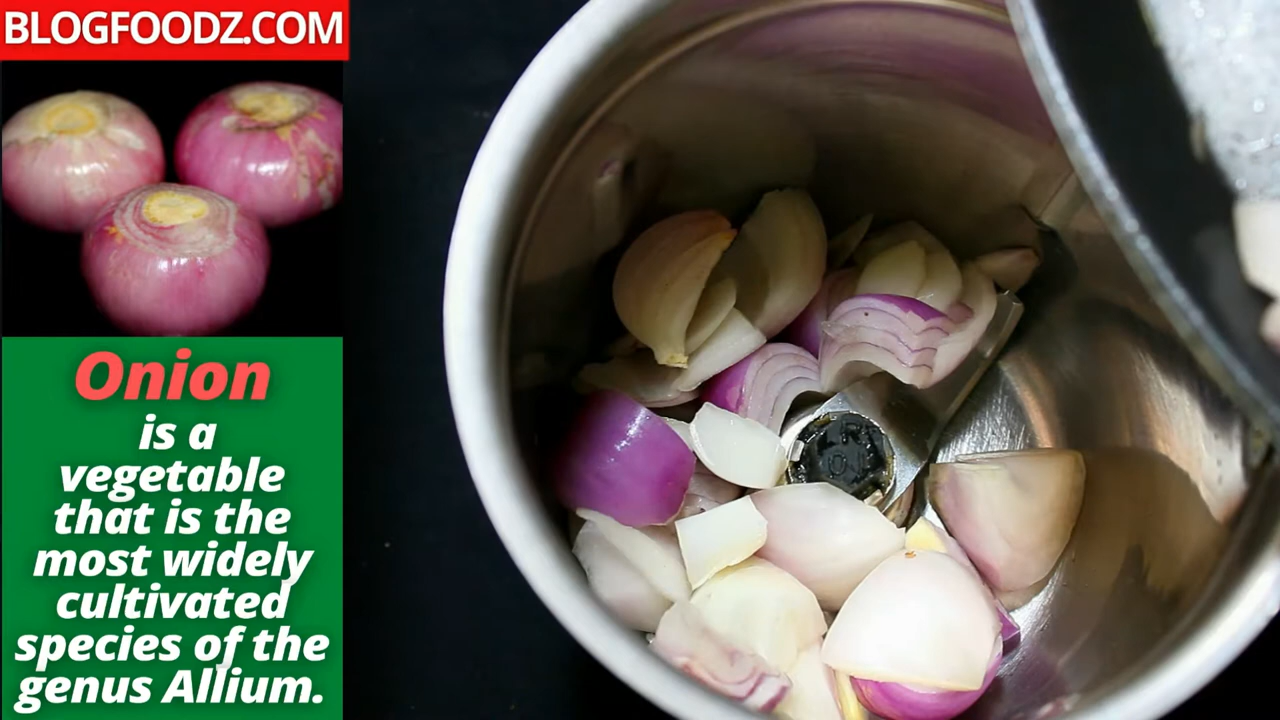 BLOGFOODZ.COM
Onion
is a
vegetable
that is the
most widely
cultivated
species of the
genus Allium.